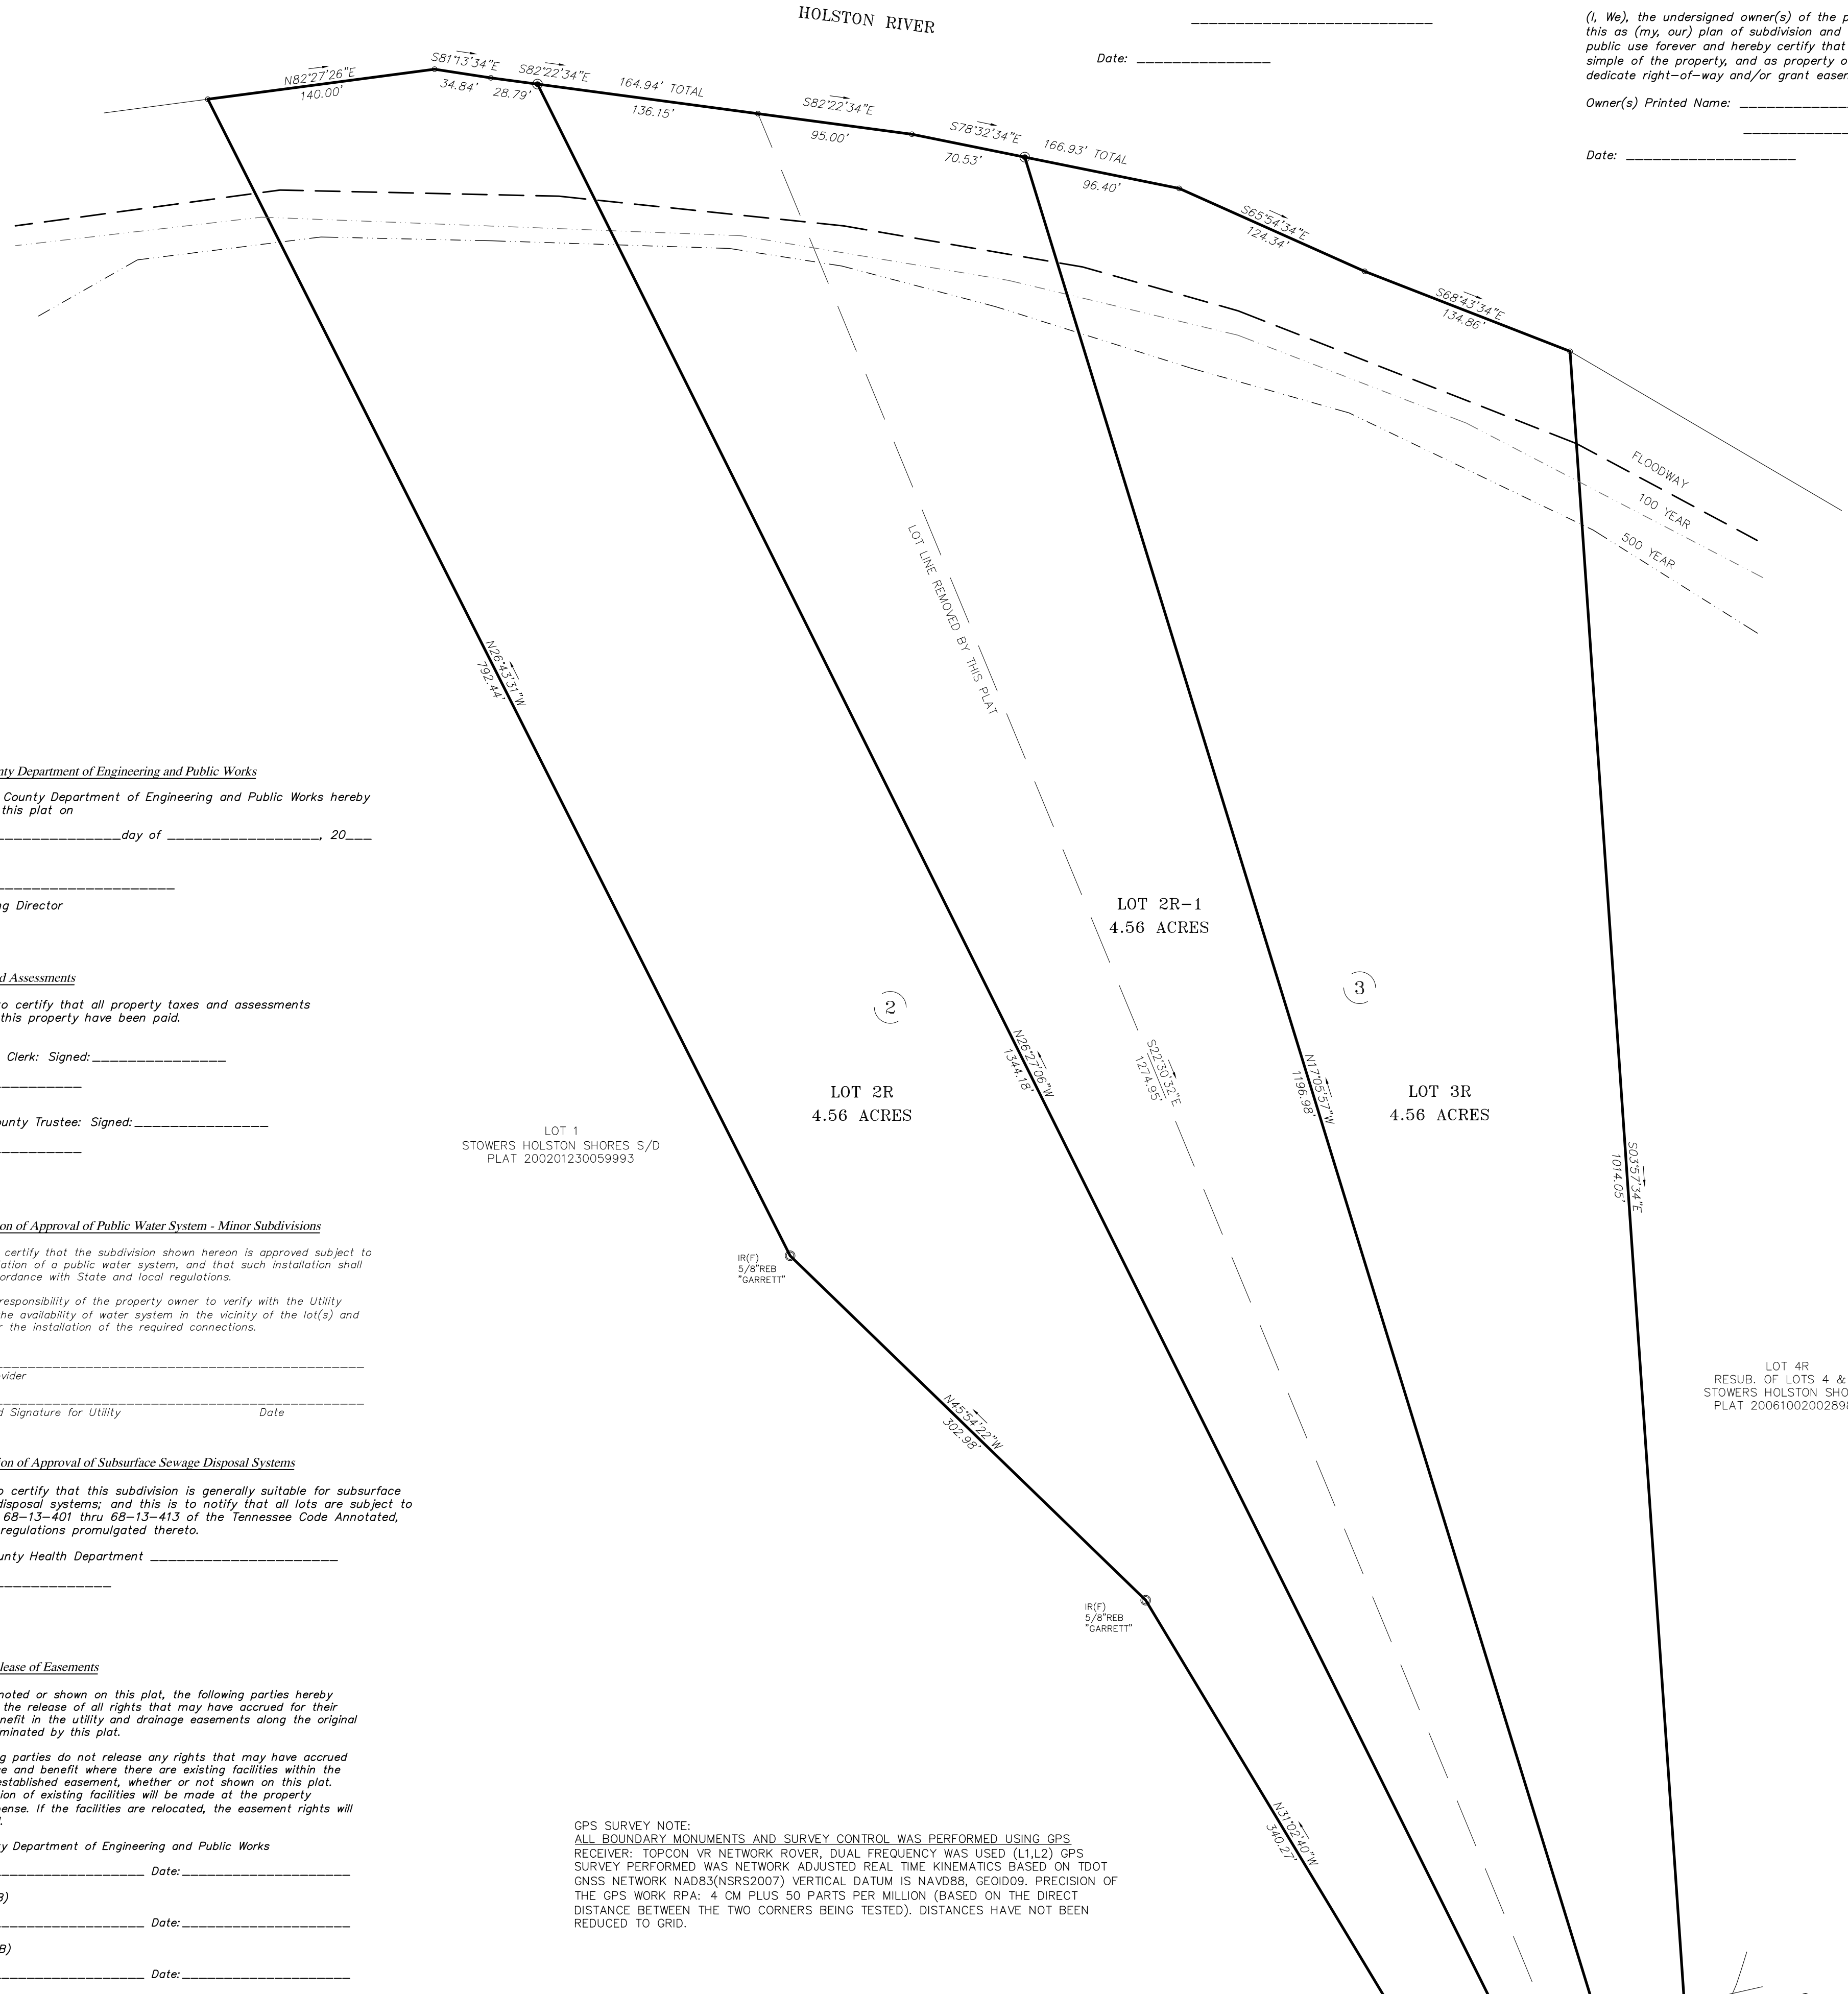 HOLSTON RIVER
Date: _______________
(I, We), the undersigned owner(s) of the p
this as (my, our) plan of subdivision and
public use forever and hereby certify that
simple of the property, and as property o
dedicate right-of-way and/or grant easer
Owner(s) Printed Name: ____________
Date: ___________________
N82°27'26"E
140.00'
S81°13'34"E
34.84'
S82°22'34"E
28.79'
164.94' TOTAL
136.15'
S82°22'34"E
95.00'
S78°32'34"E
70.53'
166.93' TOTAL
96.40'
S65°54'34"E
124.34'
S68°43'34"E
134.86'
FLOODWAY
100 YEAR
500 YEAR
LOT LINE REMOVED BY THIS PLAT
N26°43'31"W
792.44'
nty Department of Engineering and Public Works
County Department of Engineering and Public Works hereby
this plat on
_______________day of _________________, 20___
ng Director
d Assessments
o certify that all property taxes and assessments
this property have been paid.
Clerk: Signed:_______________
ounty Trustee: Signed:_______________
LOT 2R-1
4.56 ACRES
2
3
N26°27'06"W
1344.18'
S22°30'32"E
1274.95'
N17°05'57"W
1196.98'
LOT 2R
4.56 ACRES
LOT 3R
4.56 ACRES
S03°57'34"E
1014.05'
LOT 1
STOWERS HOLSTON SHORES S/D
PLAT 200201230059993
on of Approval of Public Water System - Minor Subdivisions
certify that the subdivision shown hereon is approved subject to
lation of a public water system, and that such installation shall
ordance with State and local regulations.
responsibility of the property owner to verify with the Utility
he availability of water system in the vicinity of the lot(s) and
r the installation of the required connections.
vider
d Signature for Utility Date
IR(F)
5/8"REB
"GARRETT"
N45°54'22"W
302.98'
LOT 4R
RESUB. OF LOTS 4 &
STOWERS HOLSTON SHO
PLAT 20061002002898
ion of Approval of Subsurface Sewage Disposal Systems
o certify that this subdivision is generally suitable for subsurface
disposal systems; and this is to notify that all lots are subject to
68-13-401 thru 68-13-413 of the Tennessee Code Annotated,
regulations promulgated thereto.
unty Health Department _____________________
IR(F)
5/8"REB
"GARRETT"
lease of Easements
noted or shown on this plat, the following parties hereby
the release of all rights that may have accrued for their
nefit in the utility and drainage easements along the original
minated by this plat.
g parties do not release any rights that may have accrued
e and benefit where there are existing facilities within the
established easement, whether or not shown on this plat.
ion of existing facilities will be made at the property
ense. If the facilities are relocated, the easement rights will
y Department of Engineering and Public Works
________________ Date:___________________
B)
________________ Date:___________________
B)
________________ Date:___________________
N31°02'40"W
340.27'
GPS SURVEY NOTE:
ALL BOUNDARY MONUMENTS AND SURVEY CONTROL WAS PERFORMED USING GPS
RECEIVER: TOPCON VR NETWORK ROVER, DUAL FREQUENCY WAS USED (L1,L2) GPS
SURVEY PERFORMED WAS NETWORK ADJUSTED REAL TIME KINEMATICS BASED ON TDOT
GNSS NETWORK NAD83(NSRS2007) VERTICAL DATUM IS NAVD88, GEOID09. PRECISION OF
THE GPS WORK RPA: 4 CM PLUS 50 PARTS PER MILLION (BASED ON THE DIRECT
DISTANCE BETWEEN THE TWO CORNERS BEING TESTED). DISTANCES HAVE NOT BEEN
REDUCED TO GRID.